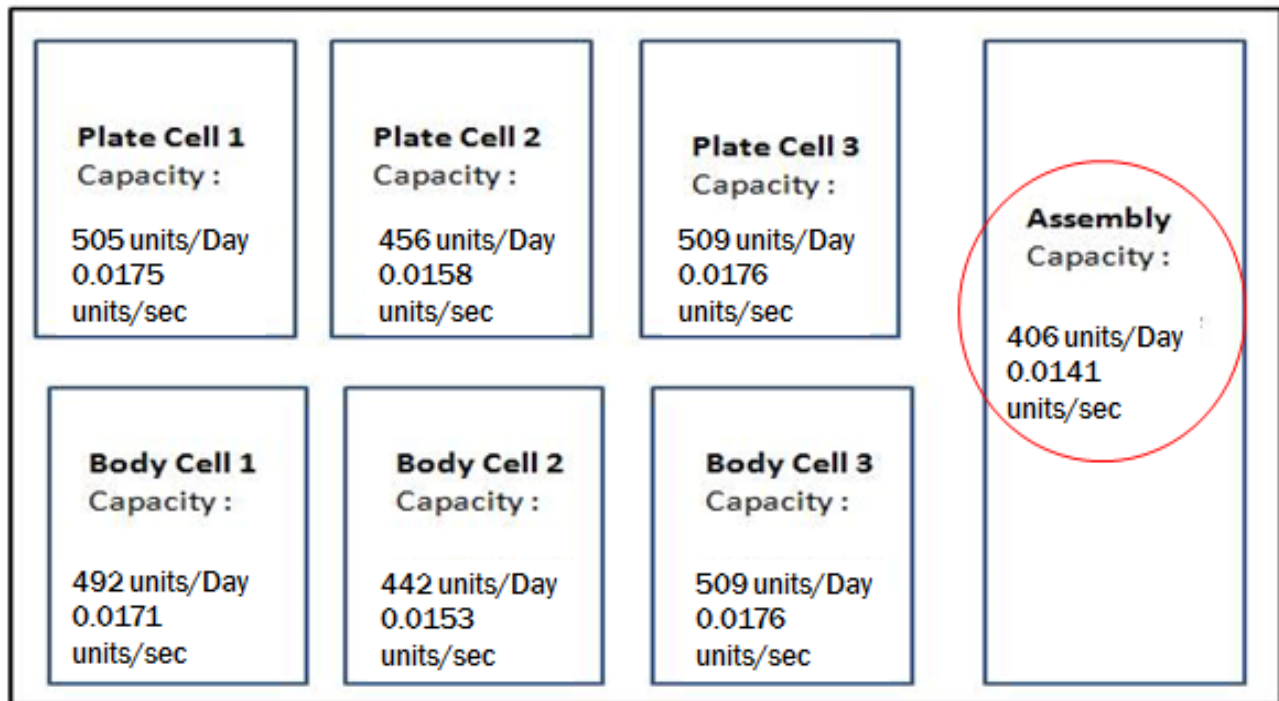 Plate Cell 1
Capacity :
505 units/Day
0.0175
units/sec
Plate Cell 2
Capacity :
456 units/Day
0.0158
units/sec
Plate Cell 3
Capacity :
509 units/Day
0.0176
units/sec
Assembly
Capacity :
406 units/Day
0.0141
units/sec
Body Cell 1
Capacity :
492 units/Day
0.0171
units/sec
Body Cell 2
Capacity :
442 units/Day
0.0153
units/sec
Body Cell 3
Capacity :
509 units/Day
0.0176
units/sec